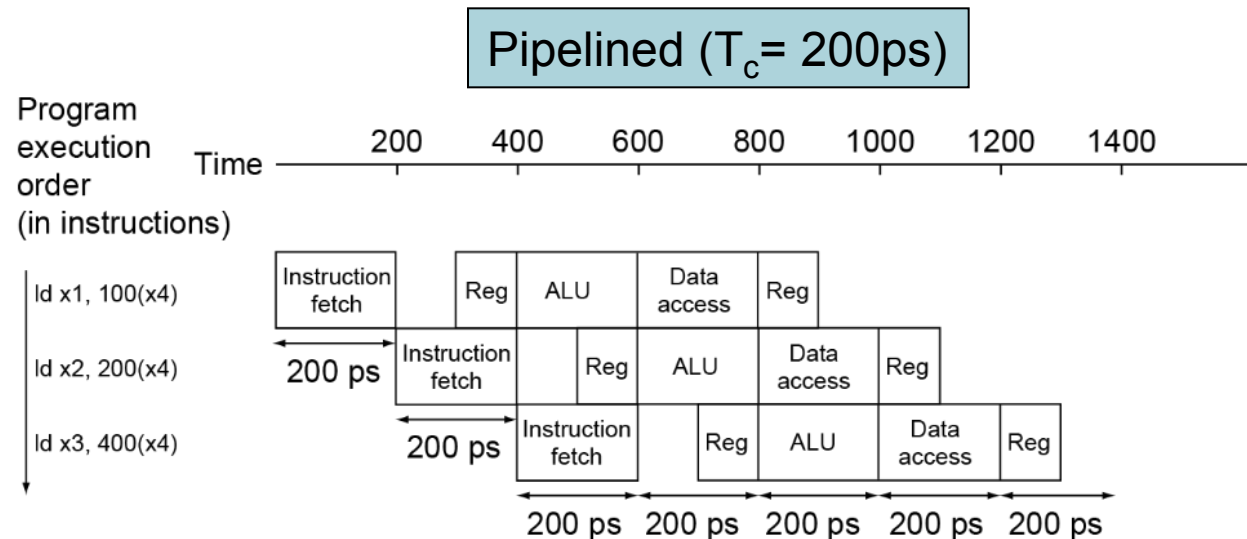 Pipelined (Tc= 200ps)
Program
execution
order
(in instructions)
Time
200 400 600 800 1000 1200 1400
ld x1, 100(x4)
Instruction
fetch
Reg
ALU
Data
access
Reg
200 ps
ld x2, 200(x4)
Instruction
fetch
Reg
ALU
Data
access
Reg
200 ps
ld x3, 400(x4)
Instruction
fetch
Reg
ALU
Data
access
Reg
200 ps 200 ps 200 ps 200 ps 200 ps